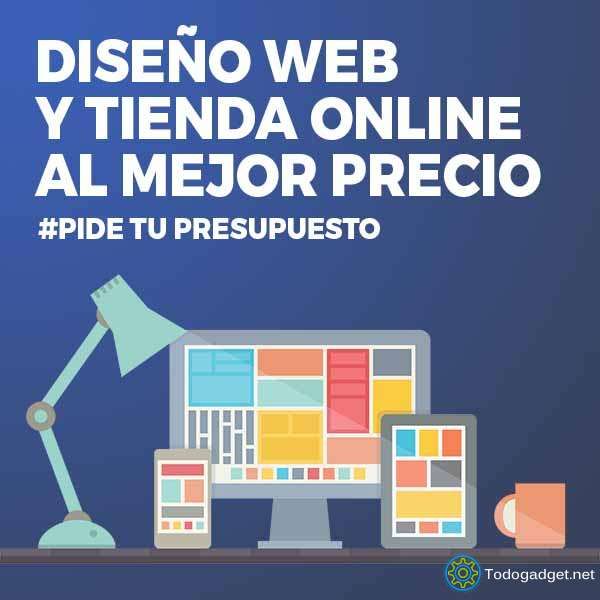 DISEÑO WEB
Y TIENDA ONLINE
AL MEJOR PRECIO
#PIDE TU PRESUPUESTO
Todogadget.net